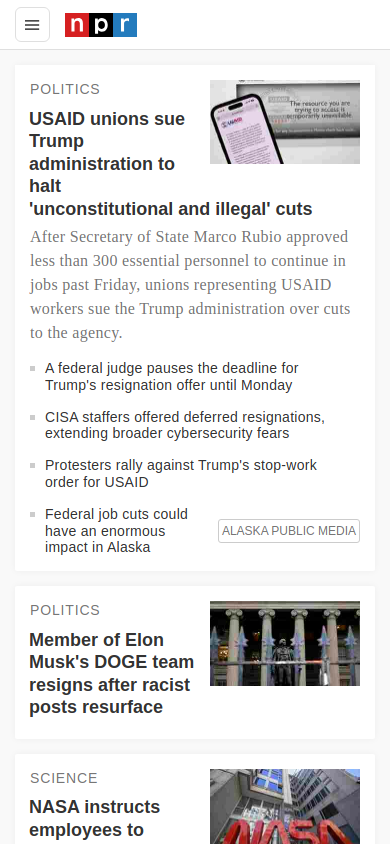 npr
POLITICS
USAID unions sue
Trump
administration to
halt
'unconstitutional and illegal' cuts
The resource you are
trying to access is
temporarily unavailable
After Secretary of State Marco Rubio approved
less than 300 essential personnel to continue in
jobs past Friday, unions representing USAID
workers sue the Trump administration over cuts
to the agency.
A federal judge pauses the deadline for
Trump's resignation offer until Monday
CISA staffers offered deferred resignations,
extending broader cybersecurity fears
Protesters rally against Trump's stop-work
order for USAID
Federal job cuts could
have an enormous
impact in Alaska
ALASKA PUBLIC MEDIA
POLITICS
Member of Elon
Musk's DOGE team
resigns after racist
posts resurface
SCIENCE
NASA instructs
employees to
NASA